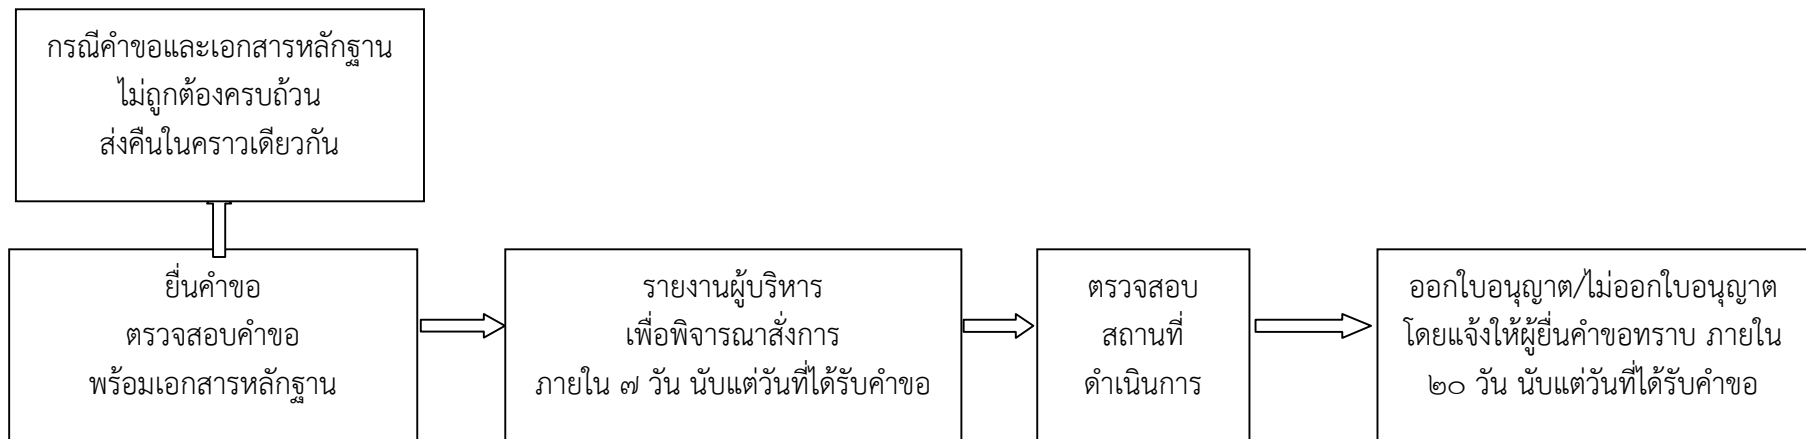 กรณีคำขอและเอกสารหลักฐาน
ไม่ถูกต้องครบถ้วน
ส่งคืนในคราวเดียวกัน
ยื่นคำขอ
ตรวจสอบคำขอ
พร้อมเอกสารหลักฐาน
รายงานผู้บริหาร
เพื่อพิจารณาสั่งการ
ภายใน ๗ วัน นับแต่วันที่ได้รับคำขอ
ตรวจสอบ
สถานที่
ดำเนินการ
ออกใบอนุญาต/ไม่ออกใบอนุญาต
โดยแจ้งให้ผู้ยื่นคำขอทราบ ภายใน
๒๐ วัน นับแต่วันที่ได้รับคำขอ